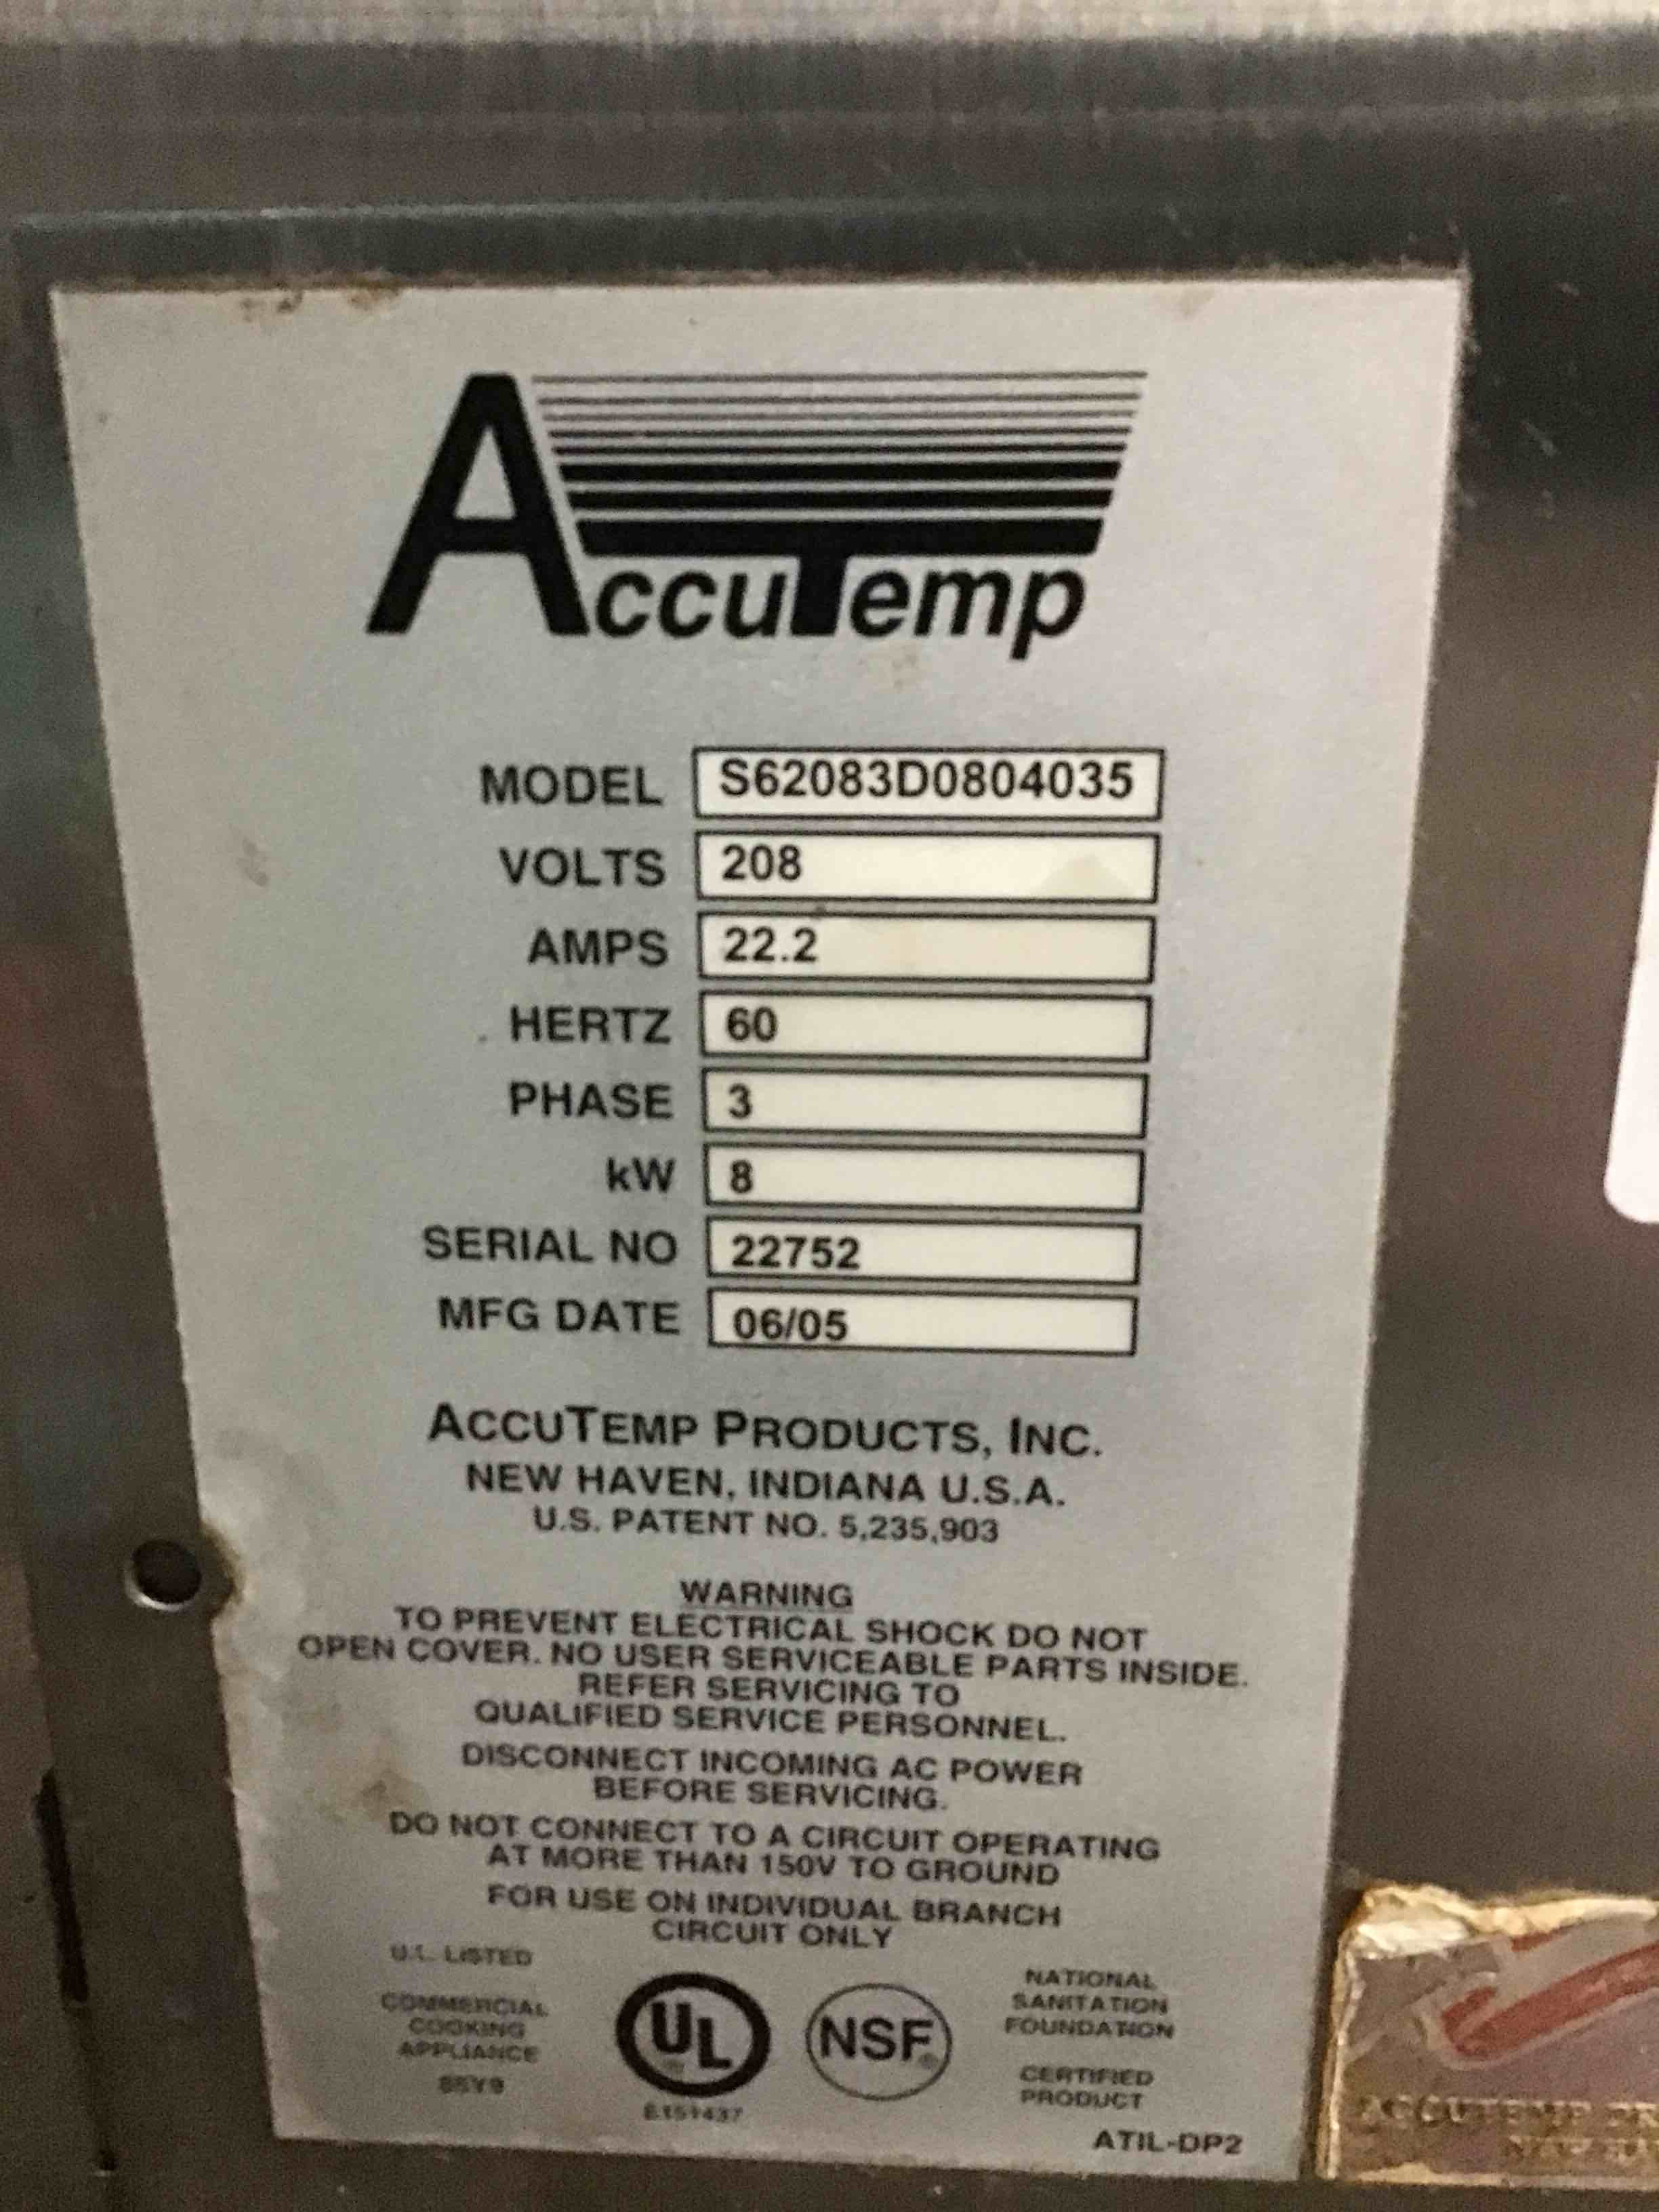 AccuTemp
MODEL S62083D0804035
VOLTS 208
AMPS 22.2
HERTZ 60
PHASE 3
kW 8
SERIAL NO 22752
MFG DATE 06/05
ACCUTEMP PRODUCTS, INC.
NEW HAVEN, INDIANA U.S.A.
U.S. PATENT NO. 5,235,903
WARNING
TO PREVENT ELECTRICAL SHOCK DO NOT
OPEN COVER. NO USER SERVICEABLE PARTS INSIDE.
REFER SERVICING TO
QUALIFIED SERVICE PERSONNEL.
DISCONNECT INCOMING AC POWER
BEFORE SERVICING.
DO NOT CONNECT TO A CIRCUIT OPERATING
AT MORE THAN 150V TO GROUND
FOR USE ON INDIVIDUAL BRANCH
CIRCUIT ONLY
U.L. LISTED
COMMERCIAL
COOKING
APPLIANCE
UL
E151437
NSF®
NATIONAL
SANITATION
FOUNDATION
CERTIFIED
PRODUCT
ATIL-DP2
ACCUTEMP